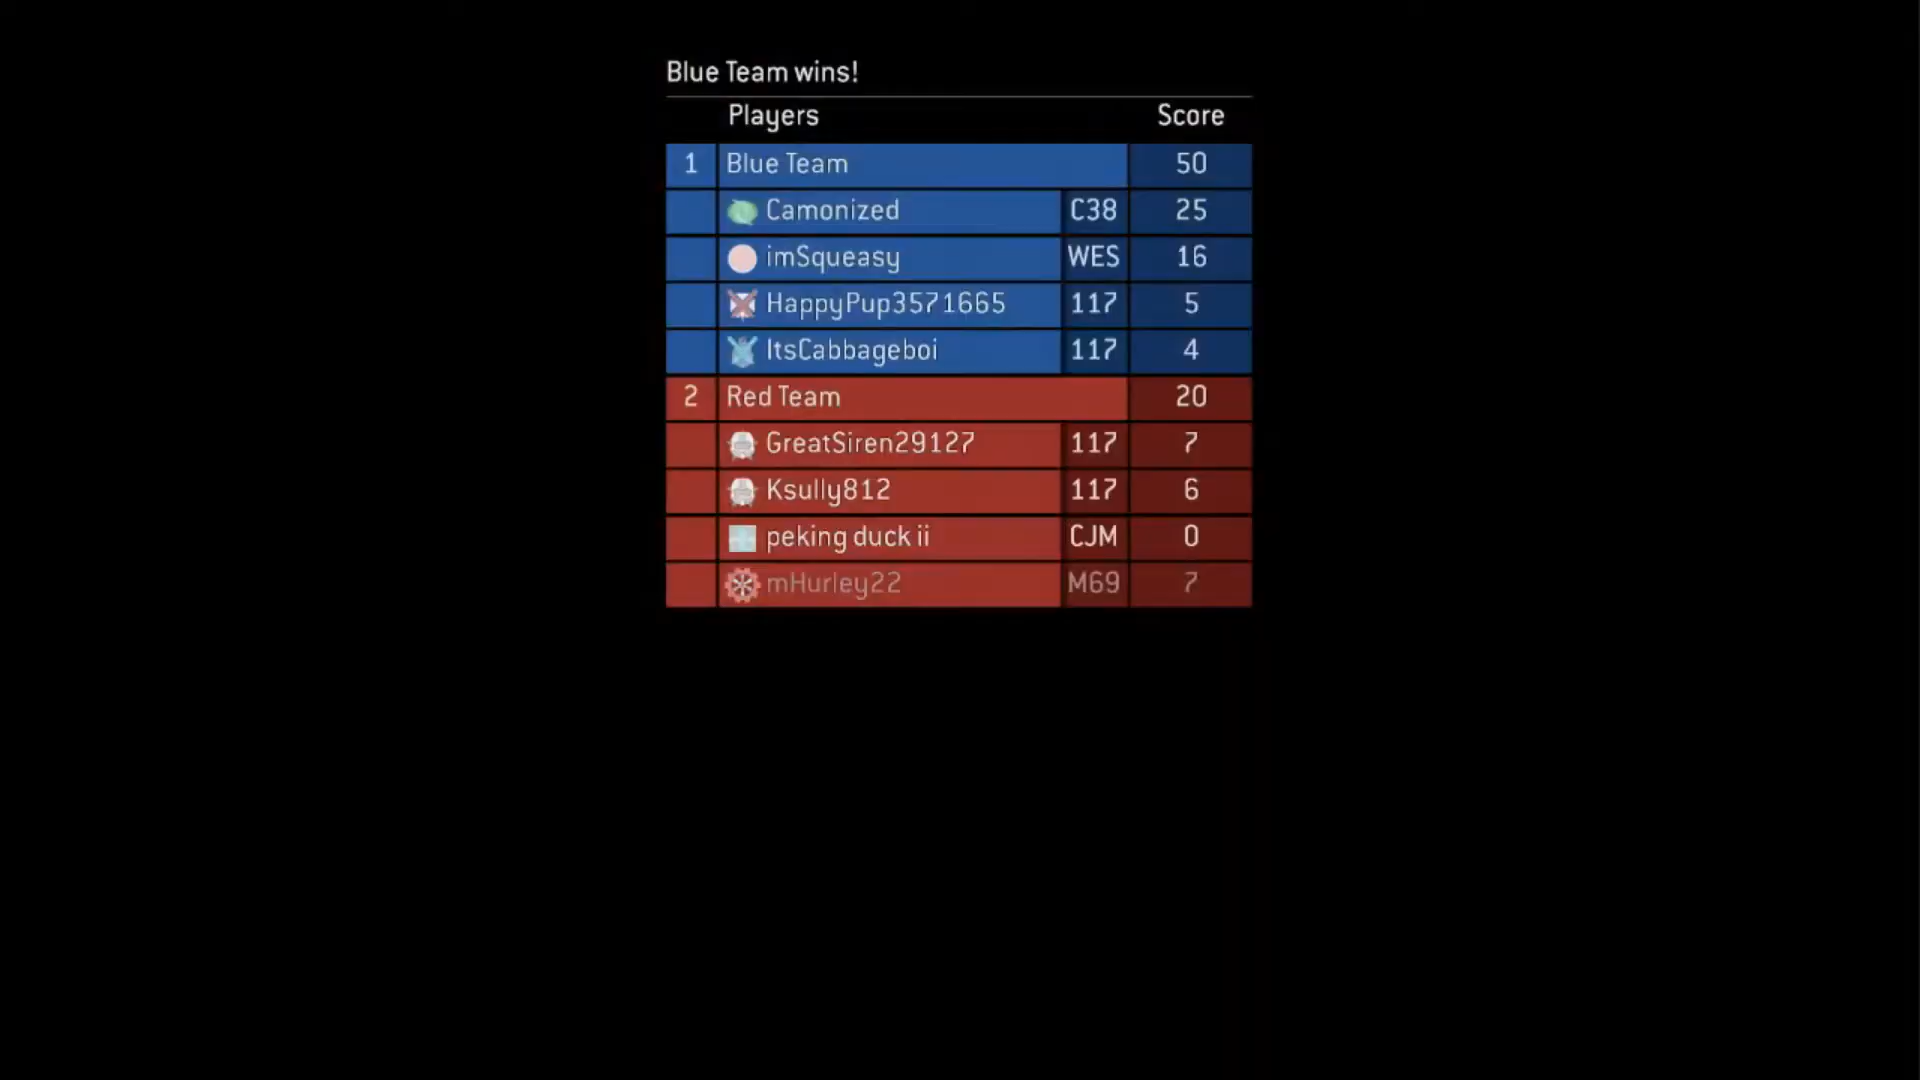 Blue Team wins!
Players Score
1 Blue Team 50
Camonized C38 25
imSqueasy WES 16
HappyPup3571665 117 5
ItsCabbageboi 117 4
2 Red Team 20
GreatSiren29127 117 7
Ksully812 117 6
peking duck ii CJM 0
mHurley22 M69 7